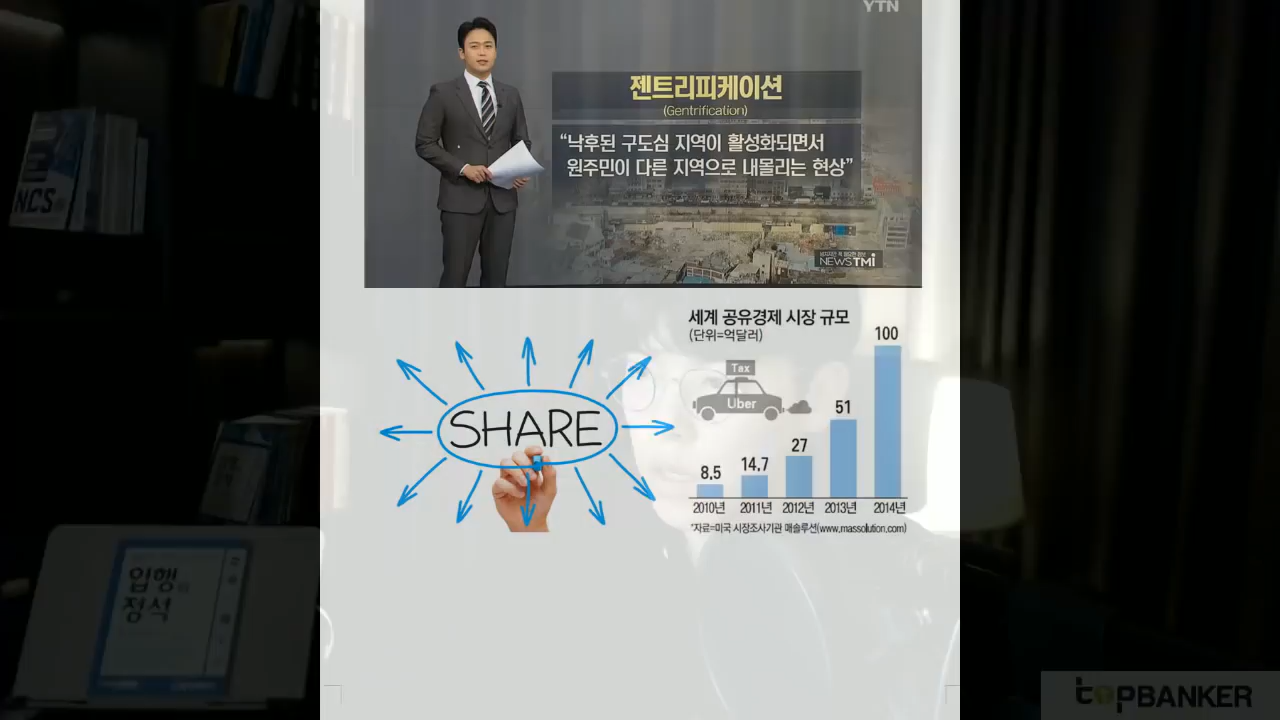 YTN
젠트리피케이션
(Gentrification)
“낙후된 구도심 지역이 활성화되면서
원주민이 다른 지역으로 내몰리는 현상”
NEWS TMi
세계 공유경제 시장 규모
(단위=억달러)
Tax
Uber
SHARE
8.5
14.7
27
51
100
2010년 2011년 2012년 2013년 2014년
*자료=미국 시장조사기관 매솔루션(www.massolution.com)
NCS
입행의
정석
topBANKER